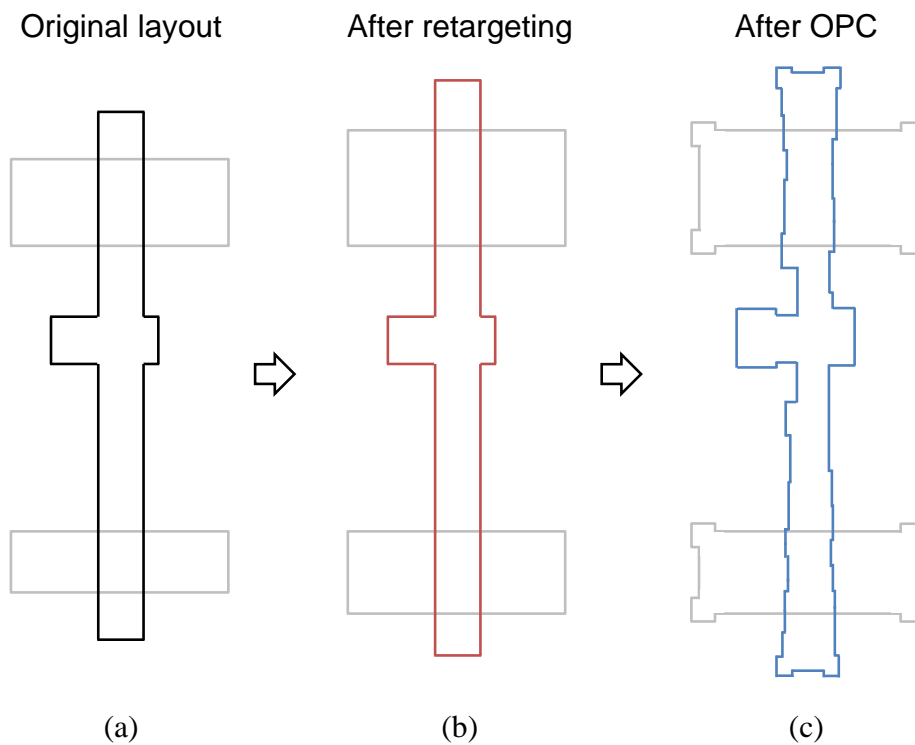 Original layout
After retargeting
After OPC
(a)
(b)
(c)